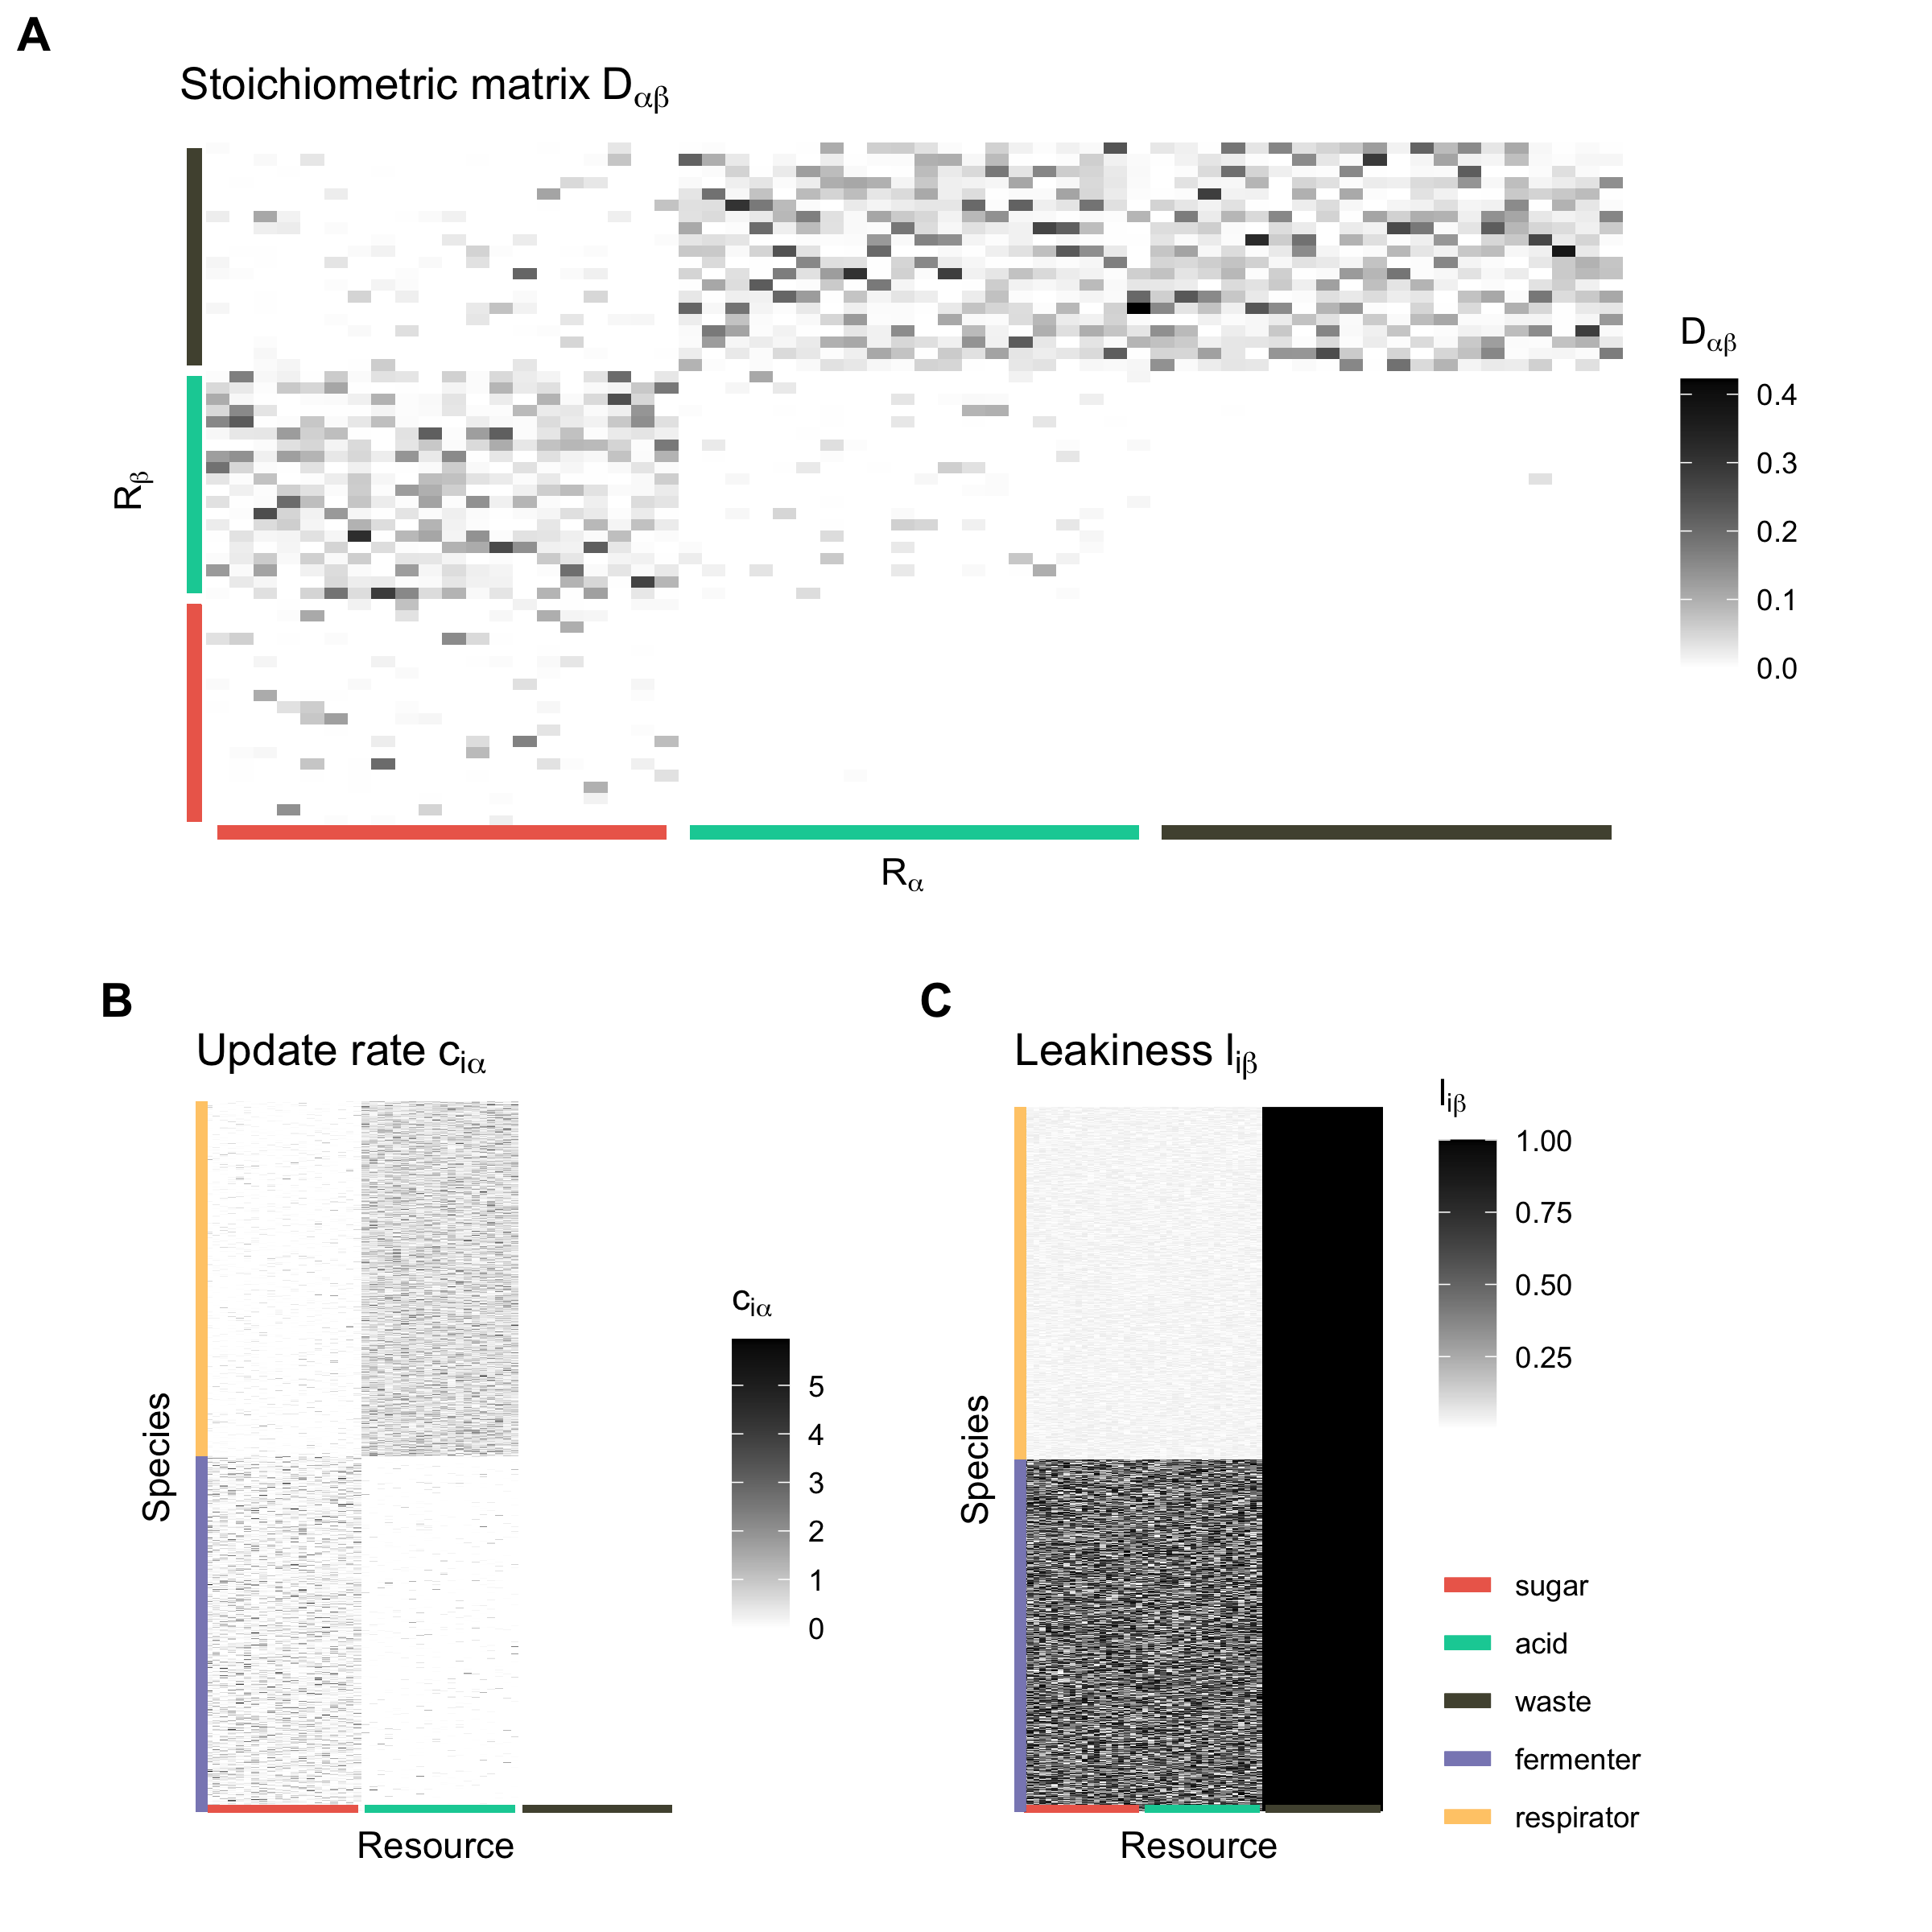 A
Stoichiometric matrix Dαβ
Rβ
Rα
Dαβ
0.4
0.3
0.2
0.1
0.0
B
Update rate ciα
Species
Resource
ciα
5
4
3
2
1
0
C
Leakiness liβ
Species
Resource
liβ
1.00
0.75
0.50
0.25
sugar
acid
waste
fermenter
respirator